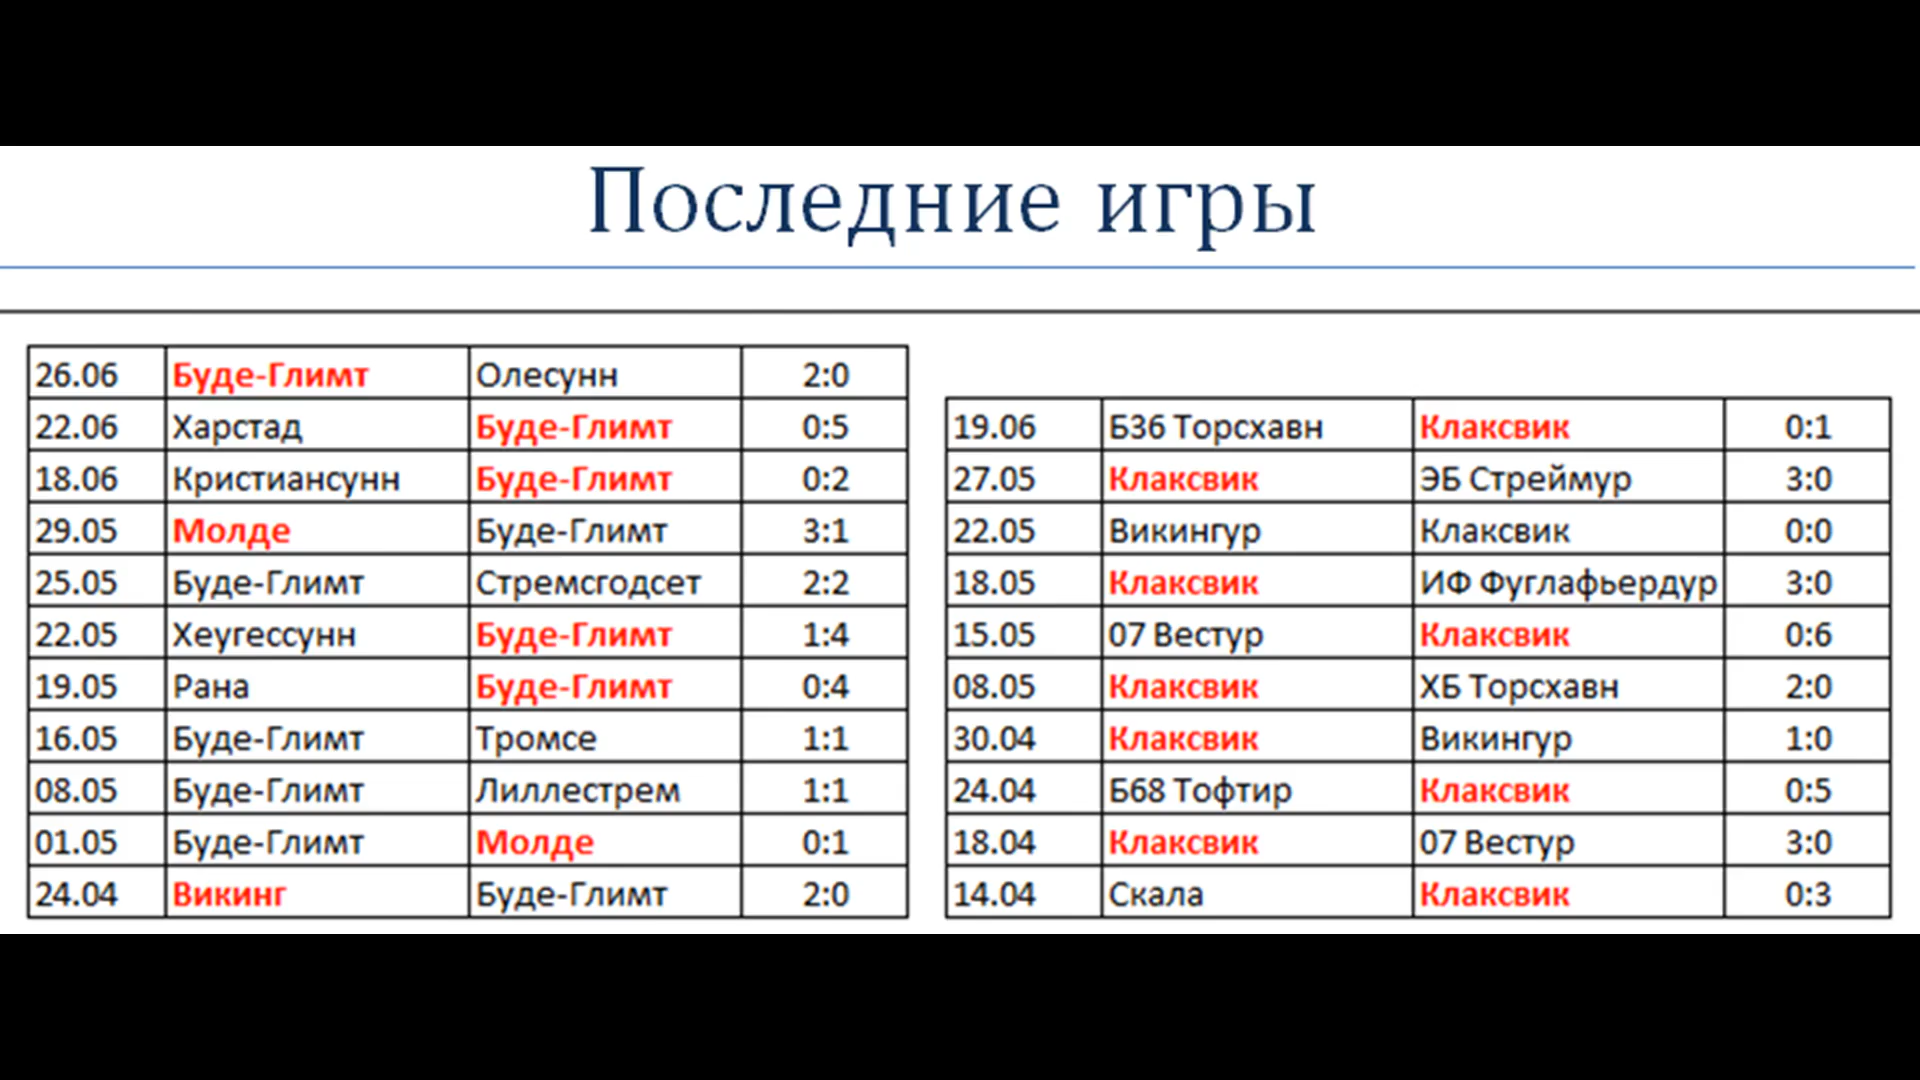 Последние игры
26.06 Буде-Глимт Олесунн 2:0
22.06 Харстад Буде-Глимт 0:5
18.06 Кристиансунн Буде-Глимт 0:2
29.05 Молде Буде-Глимт 3:1
25.05 Буде-Глимт Стремсгодсет 2:2
22.05 Хеугессунн Буде-Глимт 1:4
19.05 Рана Буде-Глимт 0:4
16.05 Буде-Глимт Тромсе 1:1
08.05 Буде-Глимт Лиллестрем 1:1
01.05 Буде-Глимт Молде 0:1
24.04 Викинг Буде-Глимт 2:0
19.06 Б36 Торсхавн Клаксвик 0:1
27.05 Клаксвик ЭБ Стреймур 3:0
22.05 Викингур Клаксвик 0:0
18.05 Клаксвик ИФ Фуглафьердур 3:0
15.05 07 Вестур Клаксвик 0:6
08.05 Клаксвик ХБ Торсхавн 2:0
30.04 Клаксвик Викингур 1:0
24.04 Б68 Тофтир Клаксвик 0:5
18.04 Клаксвик 07 Вестур 3:0
14.04 Скала Клаксвик 0:3